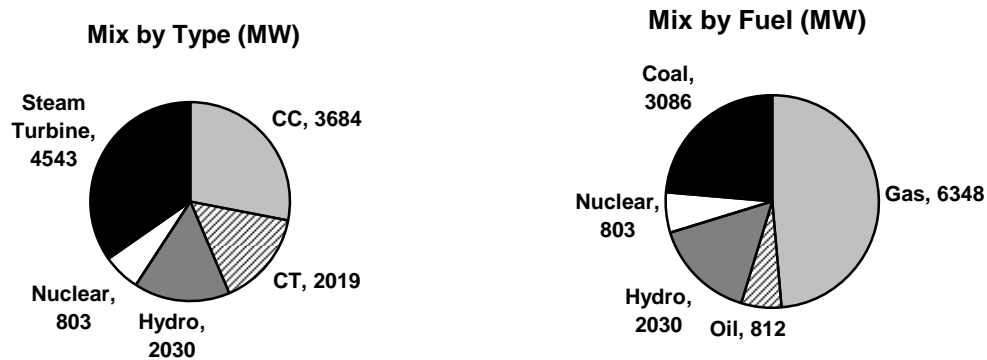 Mix by Type (MW)
Steam
Turbine,
4543
CC, 3684
CT, 2019
Hydro,
2030
Nuclear,
803
Mix by Fuel (MW)
Coal,
3086
Gas, 6348
Nuclear,
803
Hydro,
2030
Oil, 812